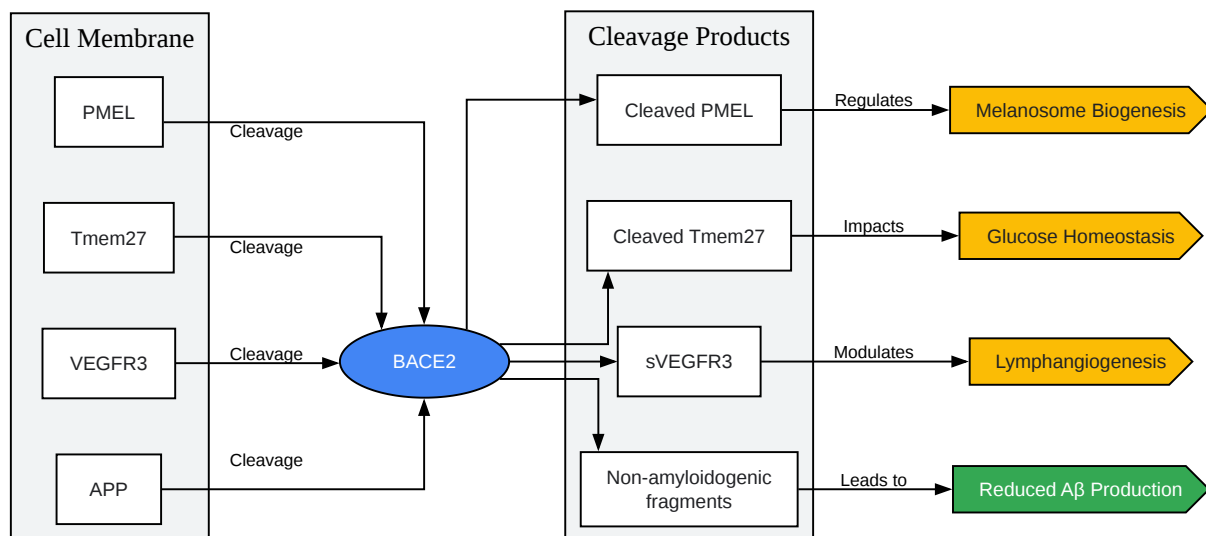 Cell Membrane
Cleavage Products
PMEL
Cleavage
Cleaved PMEL
Regulates
Melanosome Biogenesis
Tmem27
Cleavage
Cleaved Tmem27
Impacts
Glucose Homeostasis
VEGFR3
Cleavage
BACE2
sVEGFR3
Modulates
Lymphangiogenesis
APP
Cleavage
Non-amyloidogenic
fragments
Leads to
Reduced Aβ Production